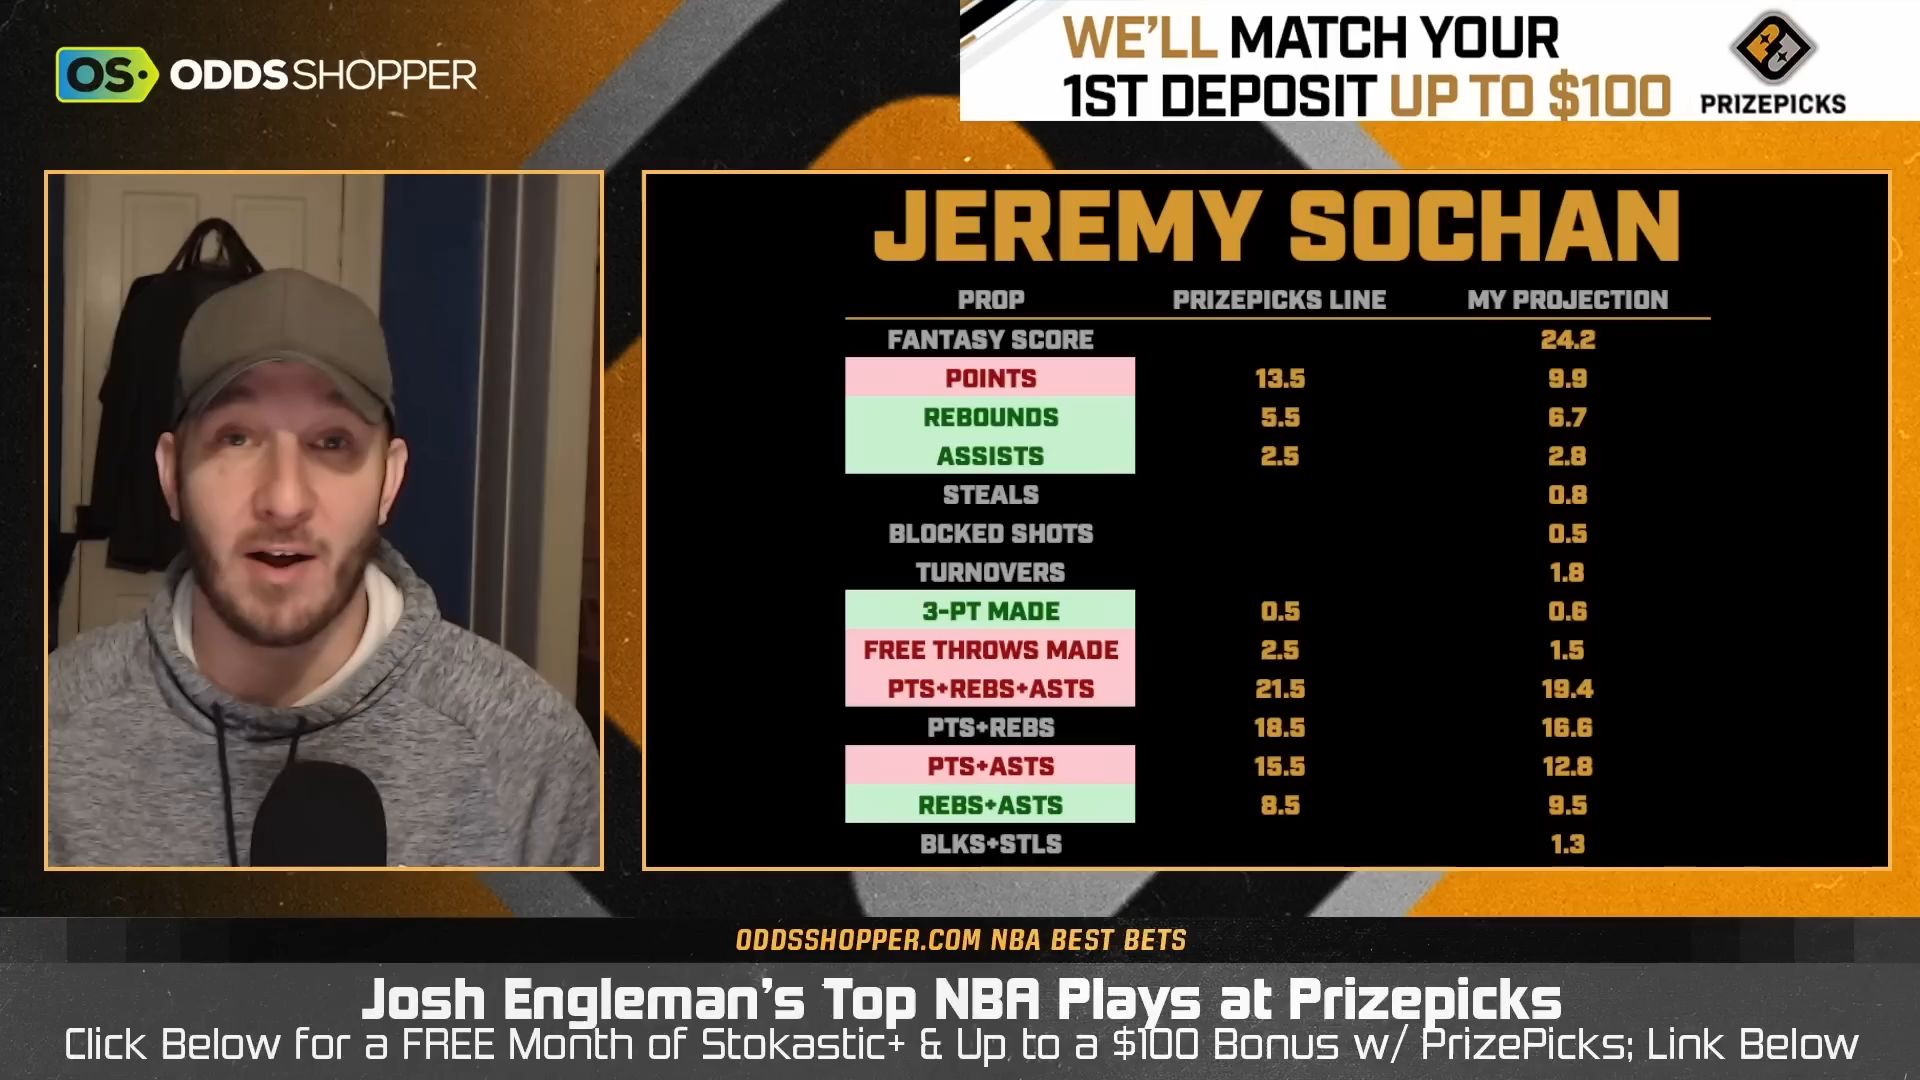 OS. ODDSSHOPPER
WE'LL MATCH YOUR
1ST DEPOSIT UP TO $100
PRIZEPICKS
JEREMY SOCHAN
PROP PRIZEPICKS LINE MY PROJECTION
FANTASY SCORE 24.2
POINTS 13.5 9.9
REBOUNDS 5.5 6.7
ASSISTS 2.5 2.8
STEALS 0.8
BLOCKED SHOTS 0.5
TURNOVERS 1.8
3-PT MADE 0.5 0.6
FREE THROWS MADE 2.5 1.5
PTS+REBS+ASTS 21.5 19.4
PTS+REBS 18.5 16.6
PTS+ASTS 15.5 12.8
REBS+ASTS 8.5 9.5
BLKS+STLS 1.3
ODDSSHOPPER.COM NBA BEST BETS
Josh Engleman's Top NBA Plays at Prizepicks
Click Below for a FREE Month of Stokastic+ & Up to a $100 Bonus w/ PrizePicks; Link Below